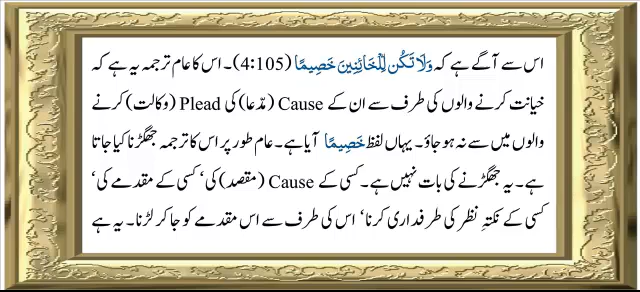 اس سے آگے ہے کہ وَلَا تَكُن لِّلْخَائِنِينَ خَصِيمًا (4:105)۔ اس کا عام ترجمہ یہ ہے کہ
خیانت کرنے والوں کی طرف سے ان کے Cause (مدّعا) کی Plead (وکالت) کرنے
والوں میں سے نہ ہو جاؤ۔ یہاں لفظ خَصِيمًا آیا ہے۔ عام طور پر اس کا ترجمہ جھگڑنا کیا جاتا
ہے۔ یہ جھگڑنے کی بات نہیں ہے۔ کسی کے Cause (مقصد) کی‘ کسی کے مقدمے کی‘
کسی کے نکتۂ نظر کی طرفداری کرنا‘ اس کی طرف سے اس مقدمے کو جا کر لڑنا۔ یہ ہے